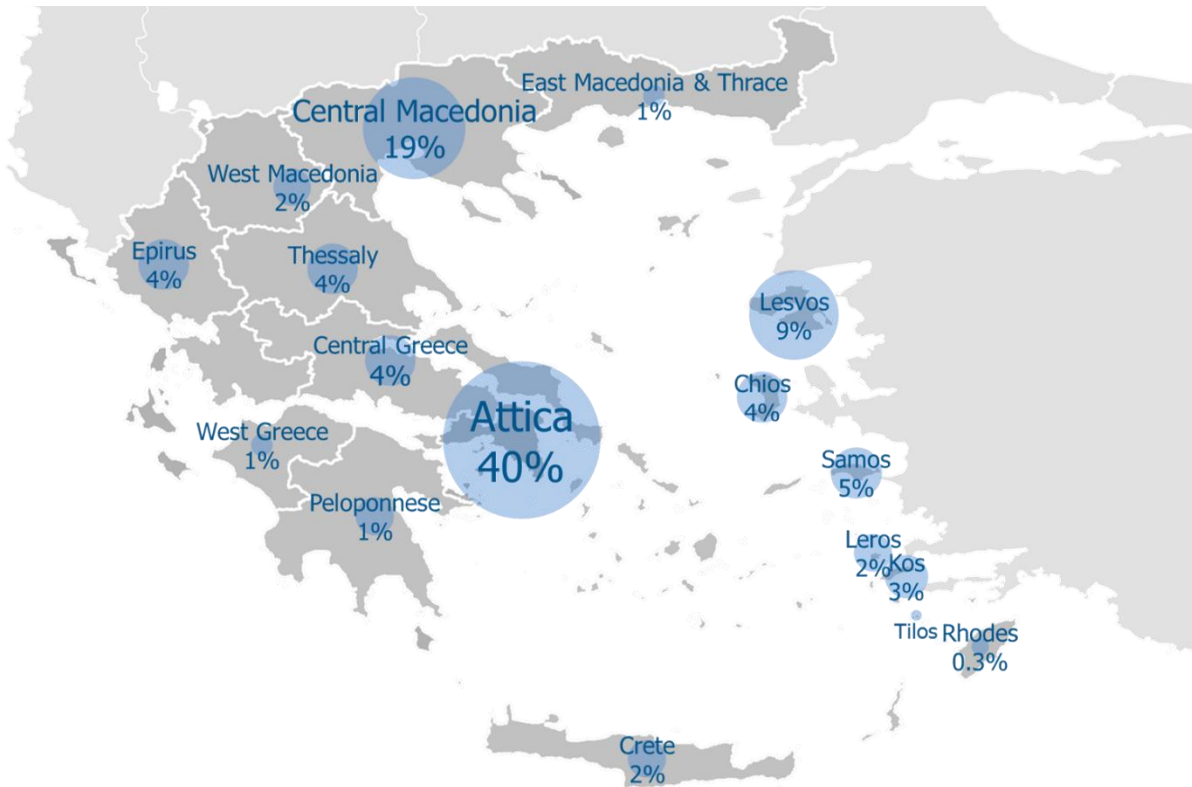 East Macedonia & Thrace
1%
Central Macedonia
19%
West Macedonia
2%
Epirus
4%
Thessaly
4%
Lesvos
9%
Central Greece
4%
Chios
4%
Attica
40%
West Greece
1%
Samos
5%
Peloponnese
1%
Leros
2%
Kos
3%
Tilos
Rhodes
0.3%
Crete
2%